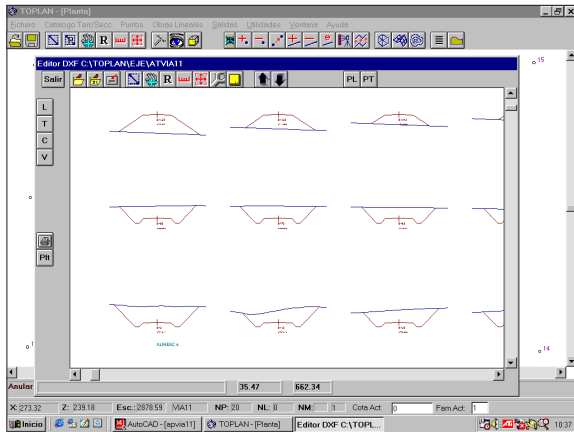 TOPLAN - [Planta]
Fichero Catálogo Terr/Secc Puntos Obras Lineales Salidas Utilidades Ventana Ayuda
R
15
Editor DXF C:\TOPLAN\EJE\ATVIA11
Salir R PL PT
L
T
C
V
Plt
14
35.47 662.34
Anular
X: 273.32 Z: 239.18 Esc.: 2878.59 VIA11 NP: 20 NL: 0 NM: 1 Cota Act: 0 Fam.Act: 1
Inicio AutoCAD - [apvia11] TOPLAN - [Planta] Editor DXF C:\TOPL... 10:37